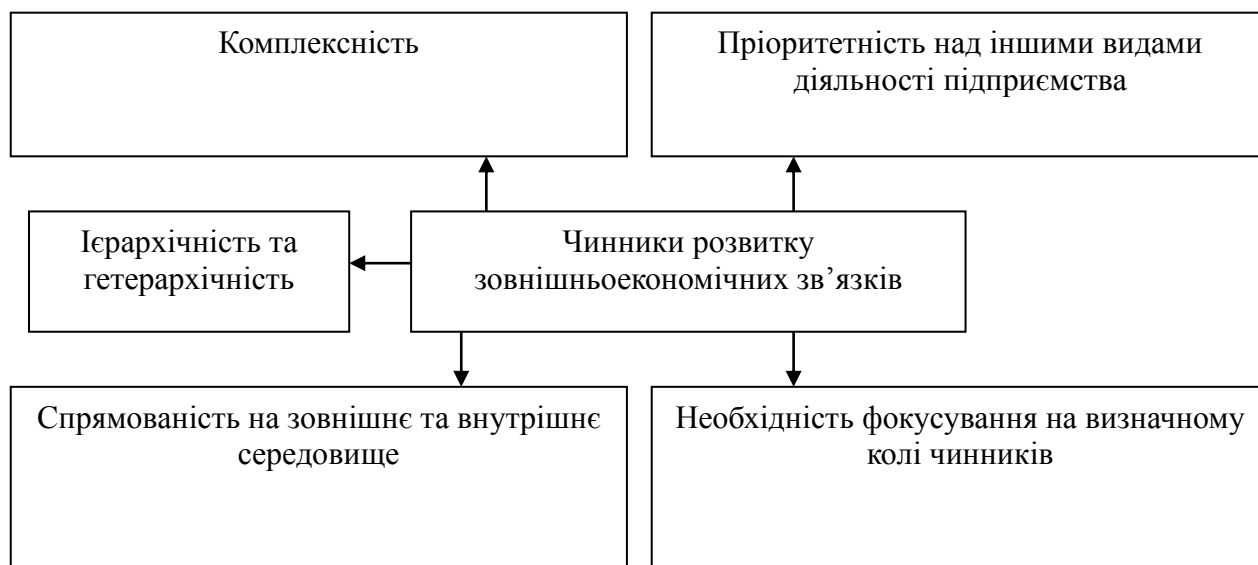 Комплексність
Пріоритетність над іншими видами
діяльності підприємства
Ієрархічність та
гетерархічність
Чинники розвитку
зовнішньоекономічних зв’язків
Спрямованість на зовнішнє та внутрішнє
середовище
Необхідність фокусування на визначному
колі чинників